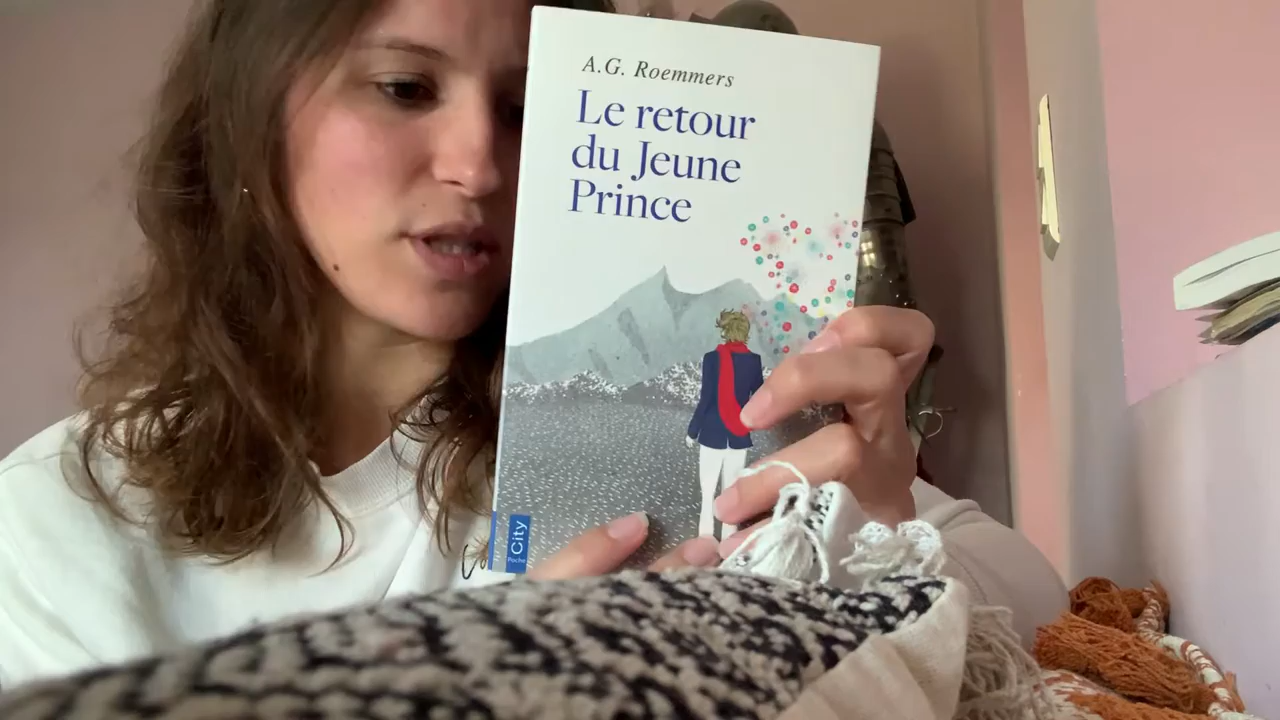 A.G. Roemmers
Le retour
du Jeune
Prince
City
Poche